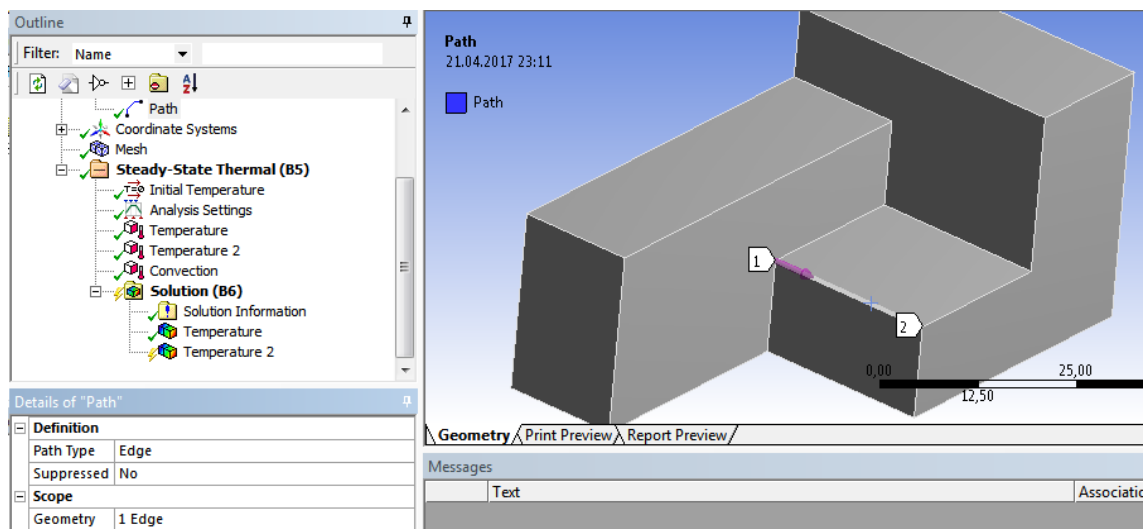 Outline
Filter: Name
Path
Coordinate Systems
Mesh
Steady-State Thermal (B5)
Initial Temperature
Analysis Settings
Temperature
Temperature 2
Convection
Solution (B6)
Solution Information
Temperature
Temperature 2
Details of "Path"
Definition
Path Type Edge
Suppressed No
Scope
Geometry 1 Edge
Path
21.04.2017 23:11
Path
1
2
0,00 25,00
12,50
Geometry Print Preview Report Preview
Messages
Text Associatio